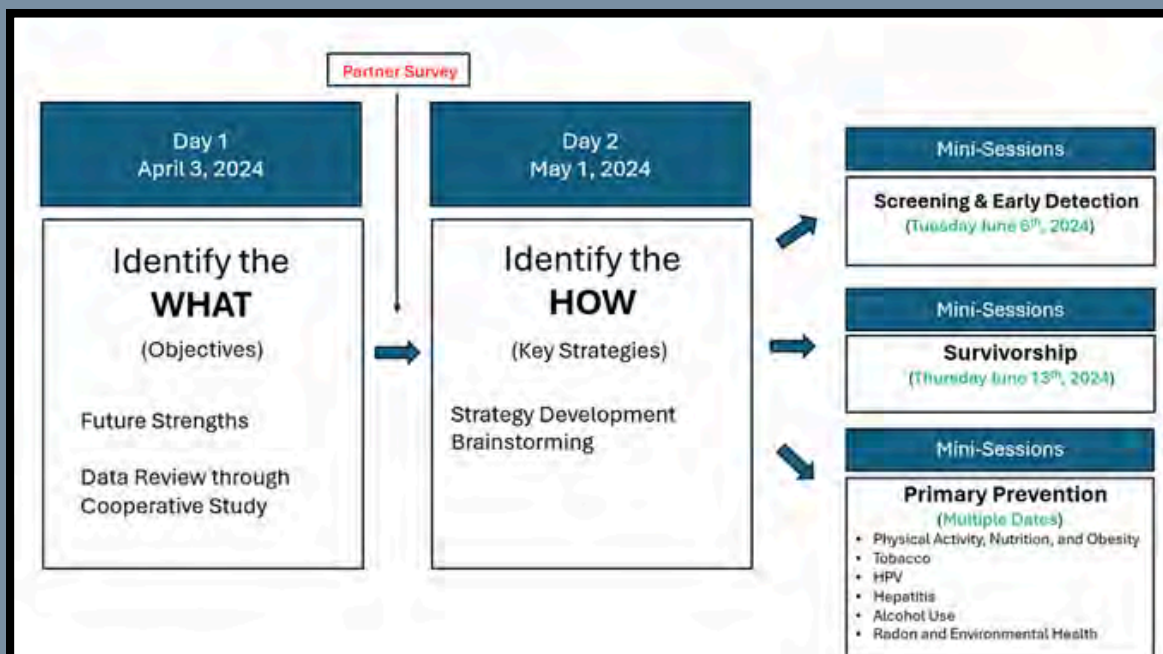 Partner Survey
Day 1
April 3, 2024
Identify the
WHAT
(Objectives)
Future Strengths
Data Review through
Cooperative Study
Day 2
May 1, 2024
Identify the
HOW
(Key Strategies)
Strategy Development
Brainstorming
Mini-Sessions
Screening & Early Detection
(Tuesday June 6th, 2024)
Mini-Sessions
Survivorship
(Thursday June 13th, 2024)
Mini-Sessions
Primary Prevention
(Multiple Dates)
• Physical Activity, Nutrition, and Obesity
• Tobacco
• HPV
• Hepatitis
• Alcohol Use
• Radon and Environmental Health